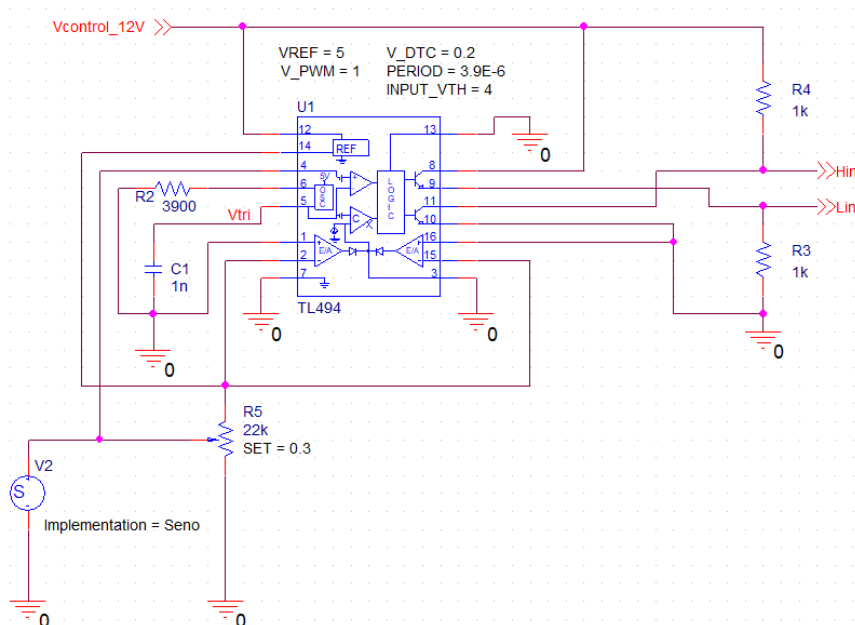 Vcontrol_12V
VREF = 5 V_DTC = 0.2
V_PWM = 1 PERIOD = 3.9E-6
INPUT_VTH = 4
U1
R4
1k
12 13
14 REF
0
4 8
5V
+
LOGIC
Hin
R2 6 OSC 9
3900
Vtri 5 11
Lin
C 10
1 16
E/A E/A
2 15
R3
1k
C1
1n
7 3
TL494
0 0 0
0
R5
22k
SET = 0.3
V2
S
Implementation = Seno
0 0